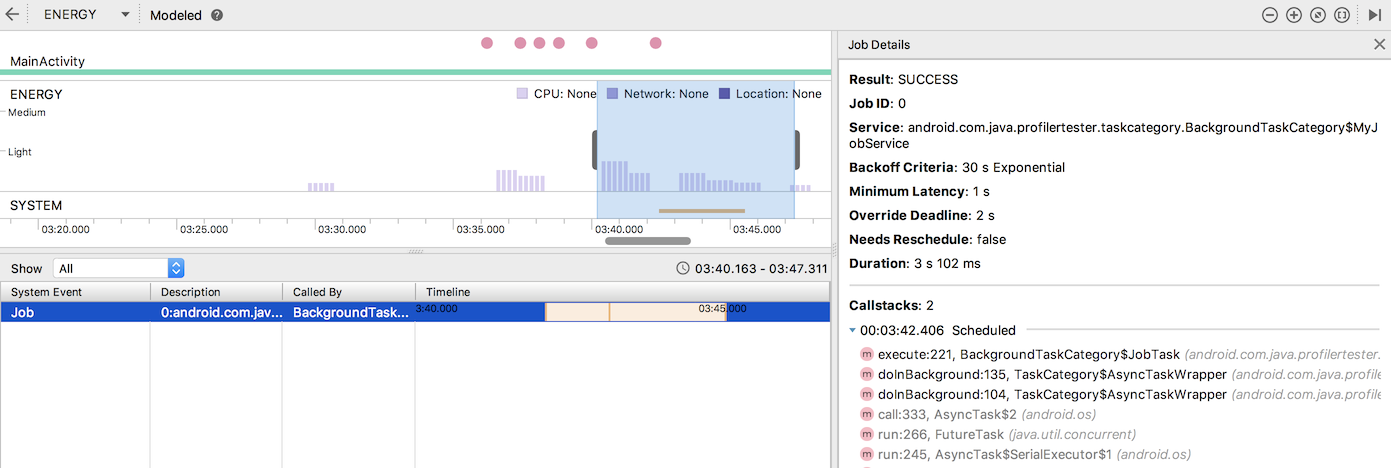 ENERGY Modeled ?
MainActivity
ENERGY CPU: None Network: None Location: None
Medium
Light
SYSTEM
03:20.000 03:25.000 03:30.000 03:35.000 03:40.000 03:45.000
Show All 03:40.163 - 03:47.311
System Event Description Called By Timeline
Job 0:android.com.jav... BackgroundTask... 3:40.000 03:45.000
Job Details
Result: SUCCESS
Job ID: 0
Service: android.com.java.profilertester.taskcategory.BackgroundTaskCategory$MyJ
obService
Backoff Criteria: 30 s Exponential
Minimum Latency: 1 s
Override Deadline: 2 s
Needs Reschedule: false
Duration: 3 s 102 ms
Callstacks: 2
00:03:42.406 Scheduled
m execute:221, BackgroundTaskCategory$JobTask (android.com.java.profilertester.
m doInBackground:135, TaskCategory$AsyncTaskWrapper (android.com.java.profile
m doInBackground:104, TaskCategory$AsyncTaskWrapper (android.com.java.profile
m call:333, AsyncTask$2 (android.os)
m run:266, FutureTask (java.util.concurrent)
m run:245, AsyncTask$SerialExecutor$1 (android.os)